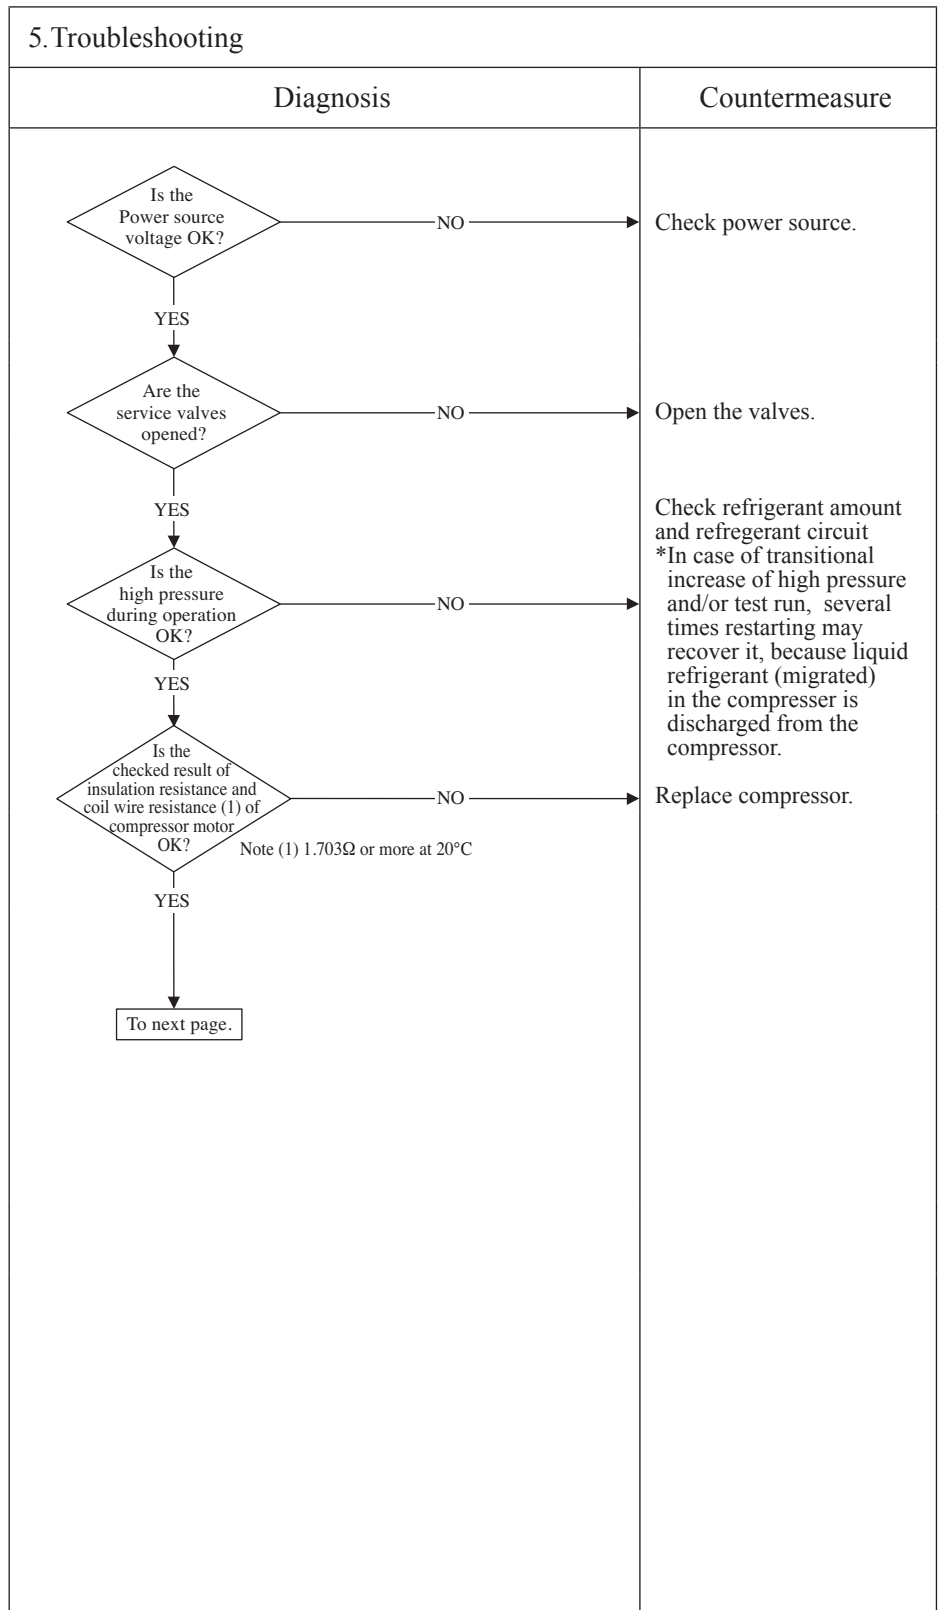 5.Troubleshooting
Diagnosis
Countermeasure
Is the
Power source
voltage OK?
NO
Check power source.
YES
Are the
service valves
opened?
NO
Open the valves.
YES
Is the
high pressure
during operation
OK?
NO
Check refrigerant amount
and refregerant circuit
*In case of transitional
increase of high pressure
and/or test run, several
times restarting may
recover it, because liquid
refrigerant (migrated)
in the compresser is
discharged from the
compressor.
YES
Is the
checked result of
insulation resistance and
coil wire resistance (1) of
compressor motor
OK?
NO
Replace compressor.
Note (1) 1.703Ω or more at 20°C
YES
To next page.